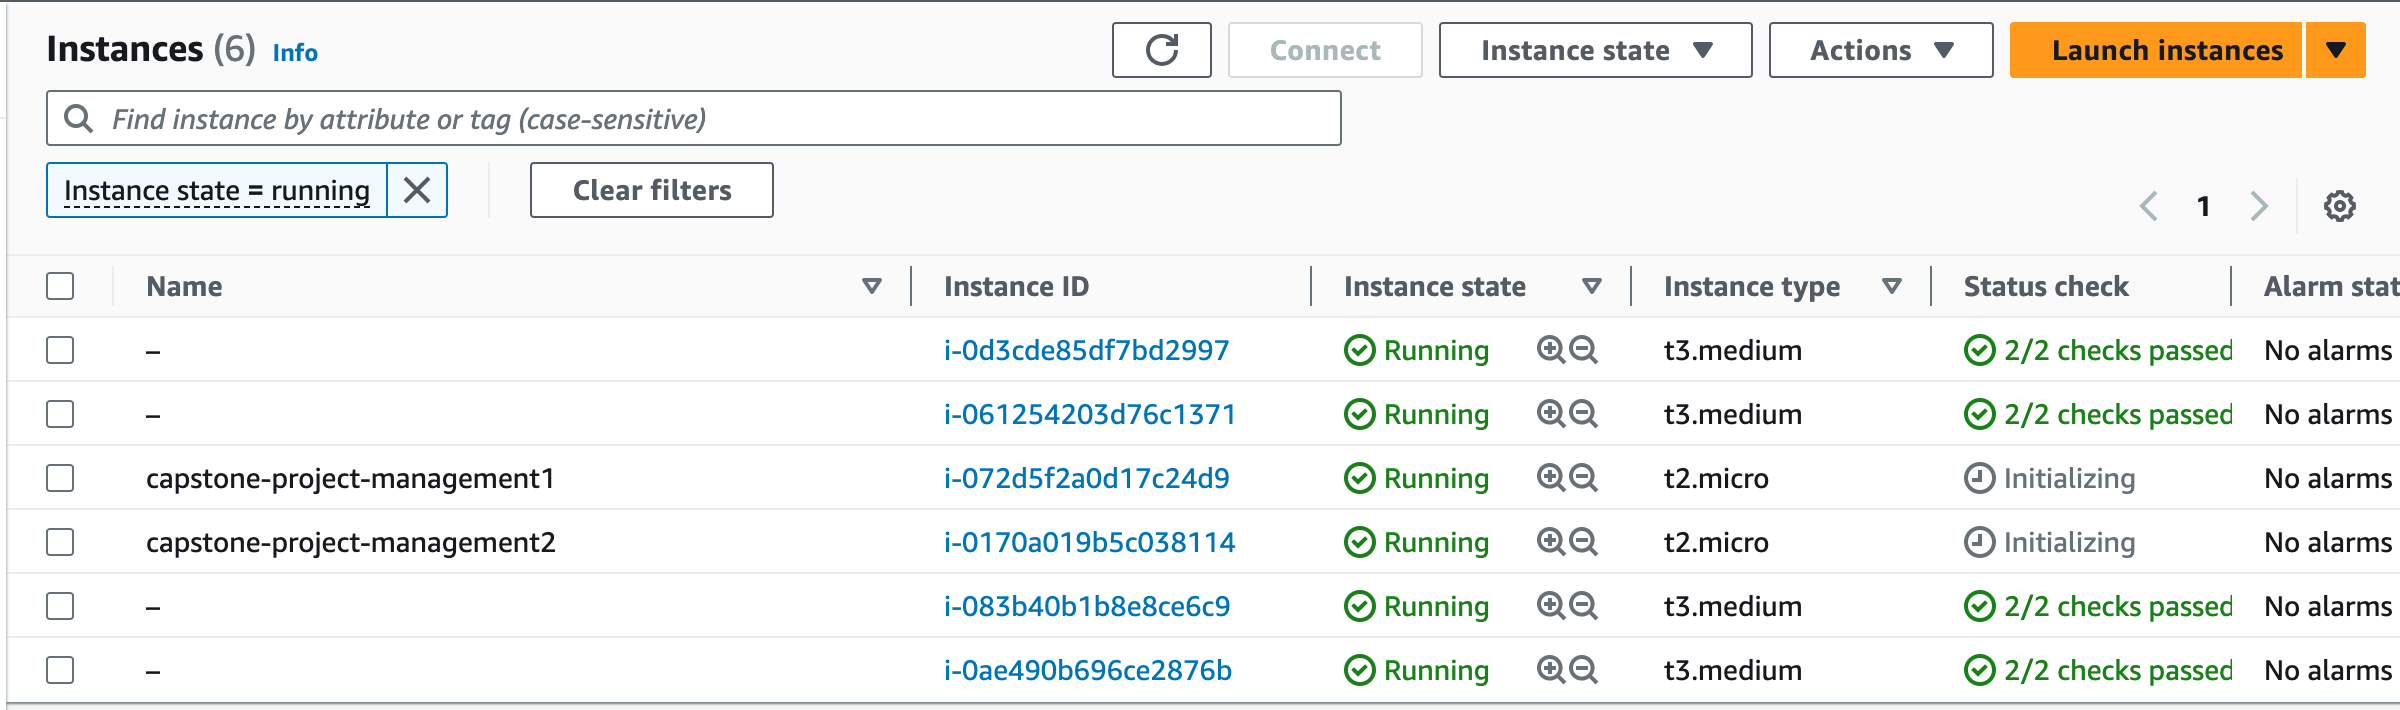 Instances (6) Info Connect Instance state Actions Launch instances
Find instance by attribute or tag (case-sensitive)
Instance state = running Clear filters 1
Name Instance ID Instance state Instance type Status check Alarm stat
– i-0d3cde85df7bd2997 Running t3.medium 2/2 checks passed No alarms
– i-061254203d76c1371 Running t3.medium 2/2 checks passed No alarms
capstone-project-management1 i-072d5f2a0d17c24d9 Running t2.micro Initializing No alarms
capstone-project-management2 i-0170a019b5c038114 Running t2.micro Initializing No alarms
– i-083b40b1b8e8ce6c9 Running t3.medium 2/2 checks passed No alarms
– i-0ae490b696ce2876b Running t3.medium 2/2 checks passed No alarms